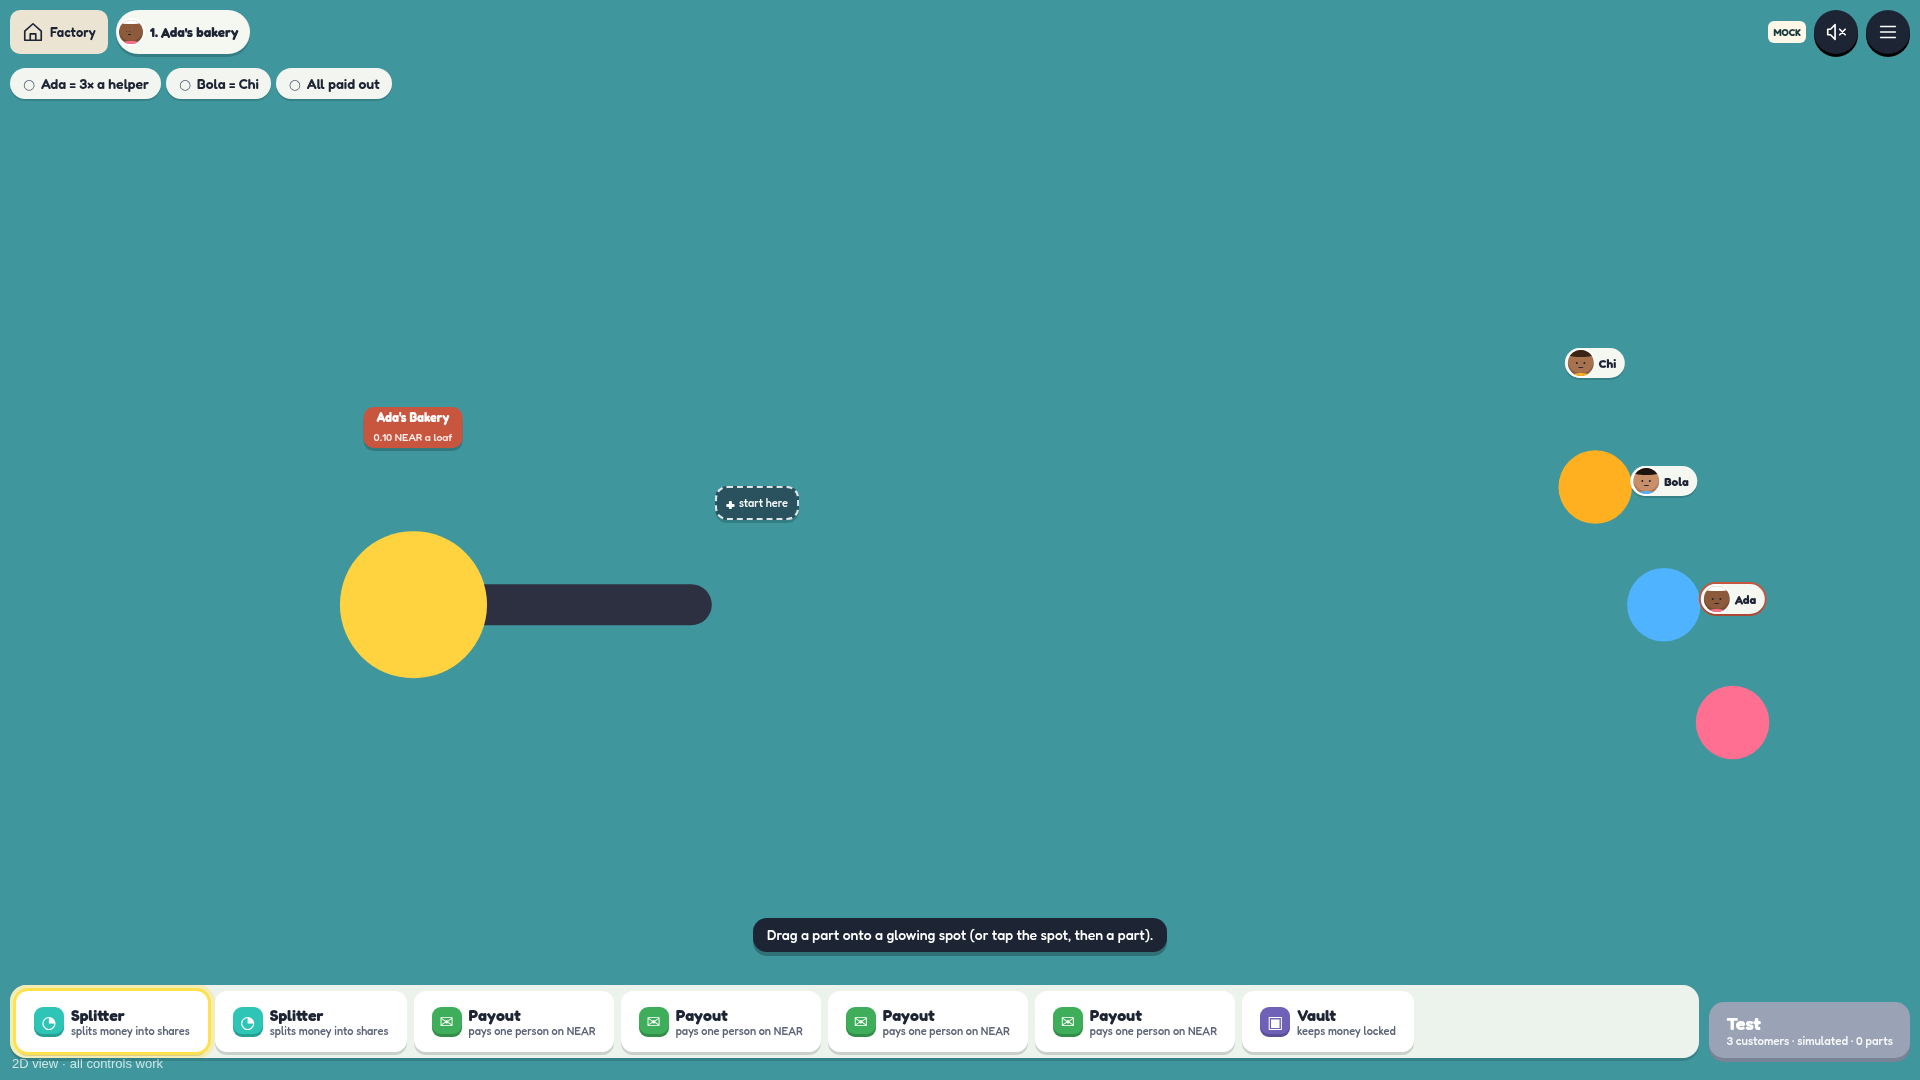 Factory
1. Ada's bakery
MOCK
Ada = 3× a helper
Bola = Chi
All paid out
Chi
Ada's Bakery
0.10 NEAR a loaf
Bola
+ start here
Ada
Drag a part onto a glowing spot (or tap the spot, then a part).
Splitter
splits money into shares
Splitter
splits money into shares
Payout
pays one person on NEAR
Payout
pays one person on NEAR
Payout
pays one person on NEAR
Payout
pays one person on NEAR
Vault
keeps money locked
Test
3 customers · simulated · 0 parts
2D view · all controls work